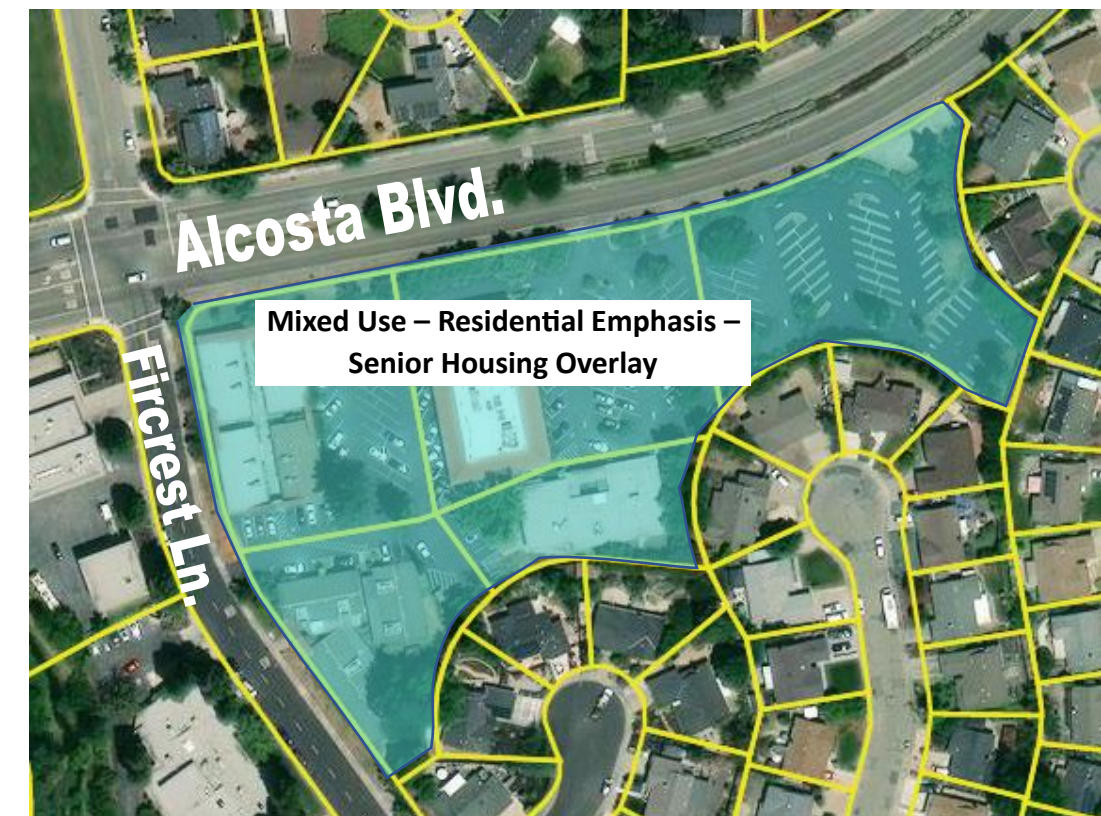 Alcosta Blvd.
Mixed Use – Residential Emphasis –
Senior Housing Overlay
Fircrest Ln.